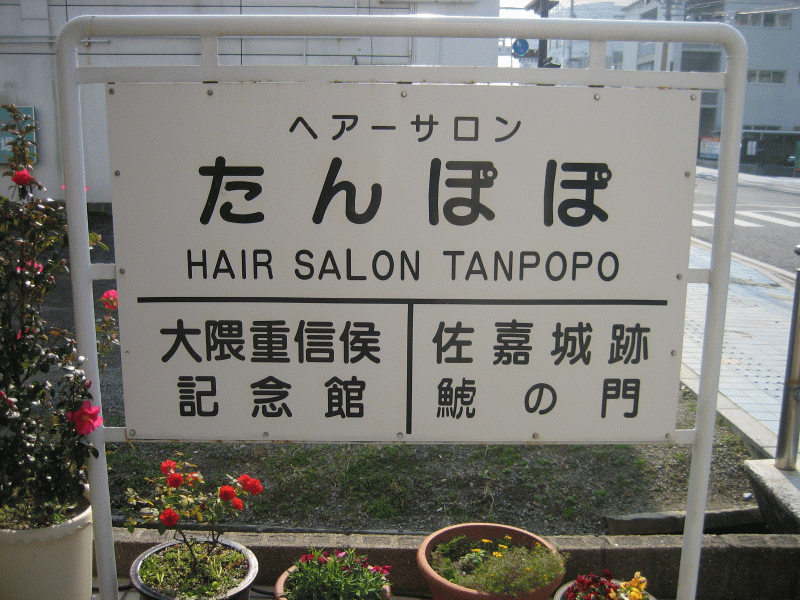 ヘアーサロン
たんぽぽ
HAIR SALON TANPOPO
大隈重信侯
記念館
佐嘉城跡
鯱の門